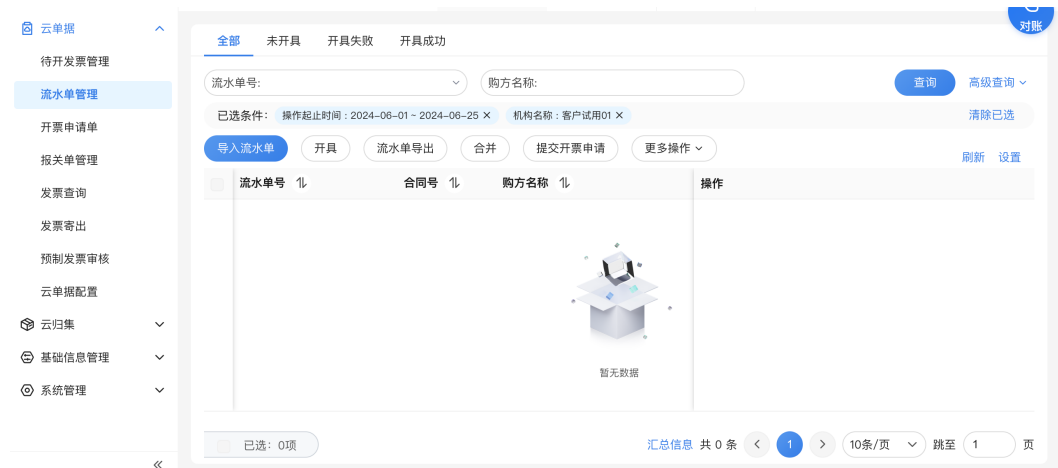 云单据
待开发票管理
流水单管理
开票申请单
报关单管理
发票查询
发票寄出
预制发票审核
云单据配置
云归集
基础信息管理
系统管理
对账
全部 未开具 开具失败 开具成功
流水单号: 购方名称: 查询 高级查询
已选条件: 操作起止时间 : 2024-06-01 ~ 2024-06-25 × 机构名称 : 客户试用01 × 清除已选
导入流水单 开具 流水单导出 合并 提交开票申请 更多操作
刷新 设置
流水单号 合同号 购方名称 操作
暂无数据
已选: 0项 汇总信息 共 0 条 1 10条/页 跳至 1 页